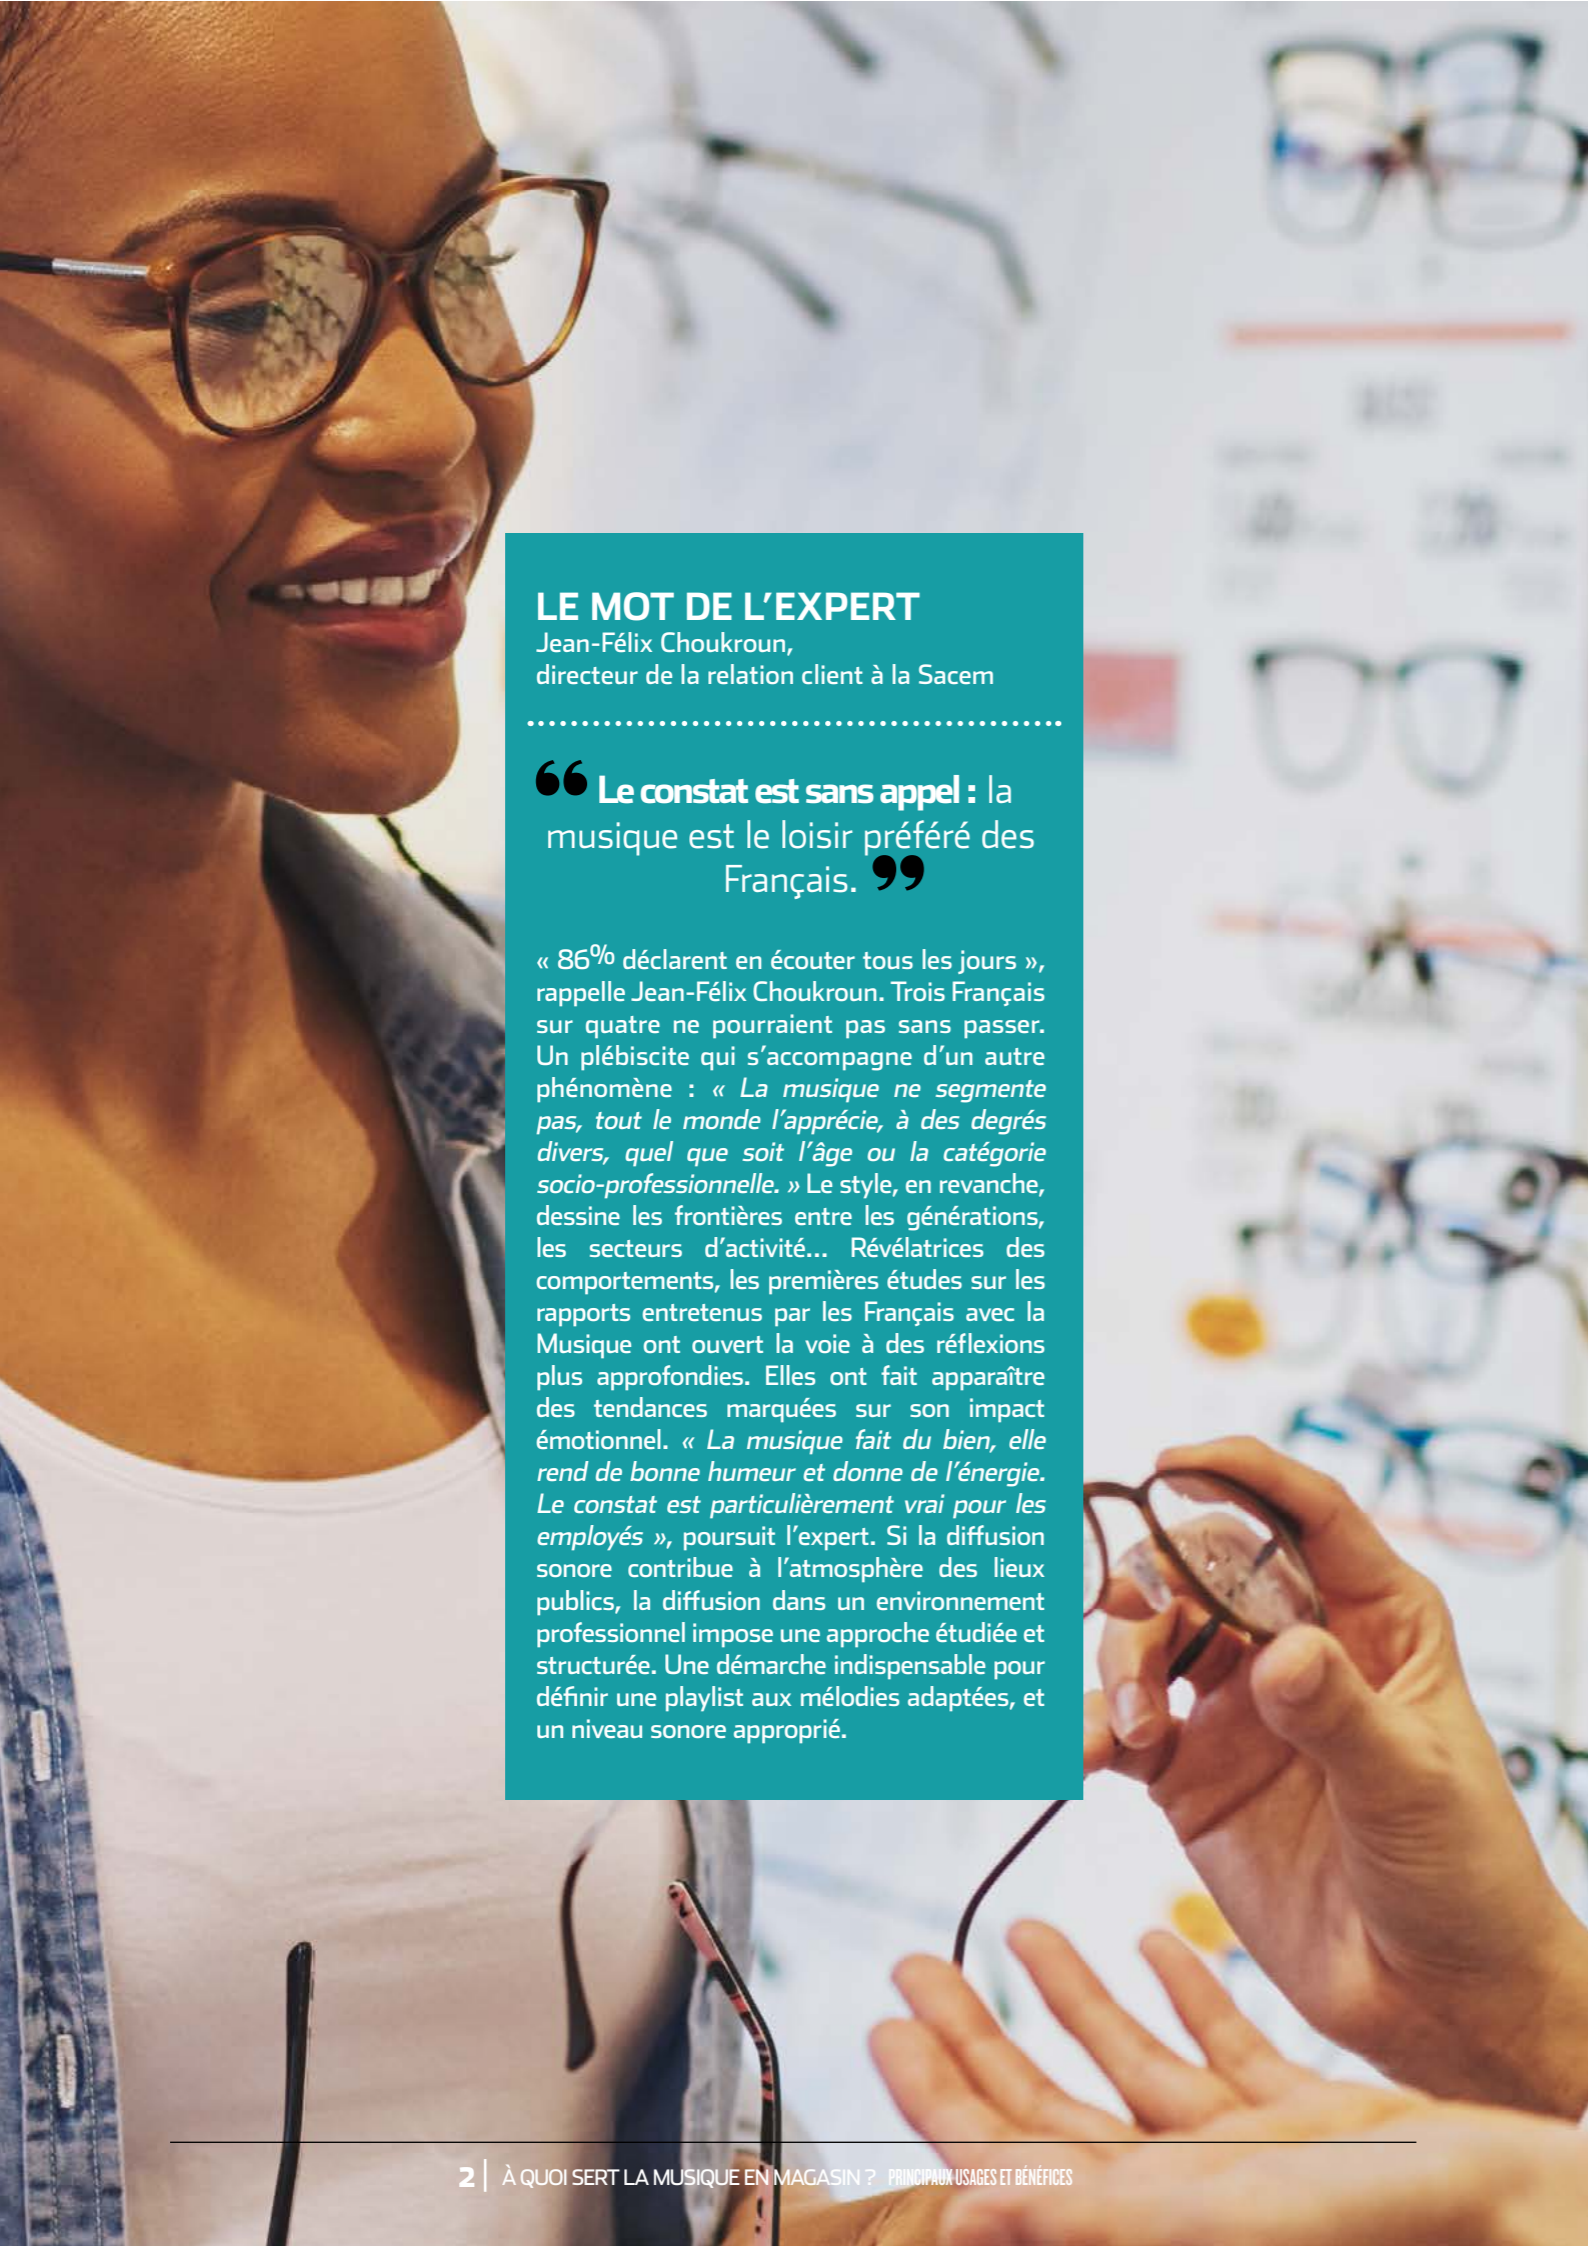 LE MOT DE L’EXPERT
Jean-Félix Choukroun,
directeur de la relation client à la Sacem
“ Le constat est sans appel : la
musique est le loisir préféré des
Français. ”
« 86% déclarent en écouter tous les jours »,
rappelle Jean-Félix Choukroun. Trois Français
sur quatre ne pourraient pas sans passer.
Un plébiscite qui s’accompagne d’un autre
phénomène : « La musique ne segmente
pas, tout le monde l’apprécie, à des degrés
divers, quel que soit l’âge ou la catégorie
socio-professionnelle. » Le style, en revanche,
dessine les frontières entre les générations,
les secteurs d’activité... Révélatrices des
comportements, les premières études sur les
rapports entretenus par les Français avec la
Musique ont ouvert la voie à des réflexions
plus approfondies. Elles ont fait apparaître
des tendances marquées sur son impact
émotionnel. « La musique fait du bien, elle
rend de bonne humeur et donne de l’énergie.
Le constat est particulièrement vrai pour les
employés », poursuit l’expert. Si la diffusion
sonore contribue à l’atmosphère des lieux
publics, la diffusion dans un environnement
professionnel impose une approche étudiée et
structurée. Une démarche indispensable pour
définir une playlist aux mélodies adaptées, et
un niveau sonore approprié.
2 | À QUOI SERT LA MUSIQUE EN MAGASIN ? PRINCIPAUX USAGES ET BÉNÉFICES